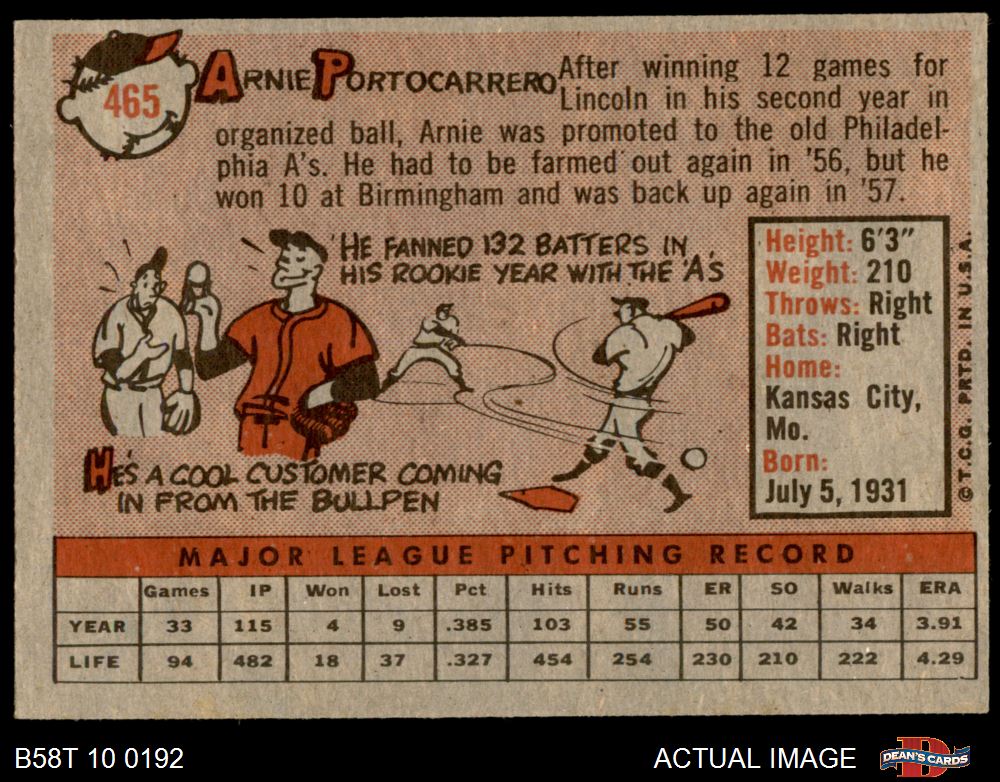 465
ARNIE PORTOCARRERO
After winning 12 games for
Lincoln in his second year in
organized ball, Arnie was promoted to the old Philadel-
phia A's. He had to be farmed out again in '56, but he
won 10 at Birmingham and was back up again in '57.
HE FANNED 132 BATTERS IN
HIS ROOKIE YEAR WITH THE 'A'S
HE'S A COOL CUSTOMER COMING
IN FROM THE BULLPEN
Height: 6'3"
Weight: 210
Throws: Right
Bats: Right
Home:
Kansas City,
Mo.
Born:
July 5, 1931
© T.C.G. PRTD. IN U.S.A.
MAJOR LEAGUE PITCHING RECORD
Games IP Won Lost Pct Hits Runs ER SO Walks ERA
YEAR 33 115 4 9 .385 103 55 50 42 34 3.91
LIFE 94 482 18 37 .327 454 254 230 210 222 4.29
B58T 10 0192
ACTUAL IMAGE
DEAN'S CARDS